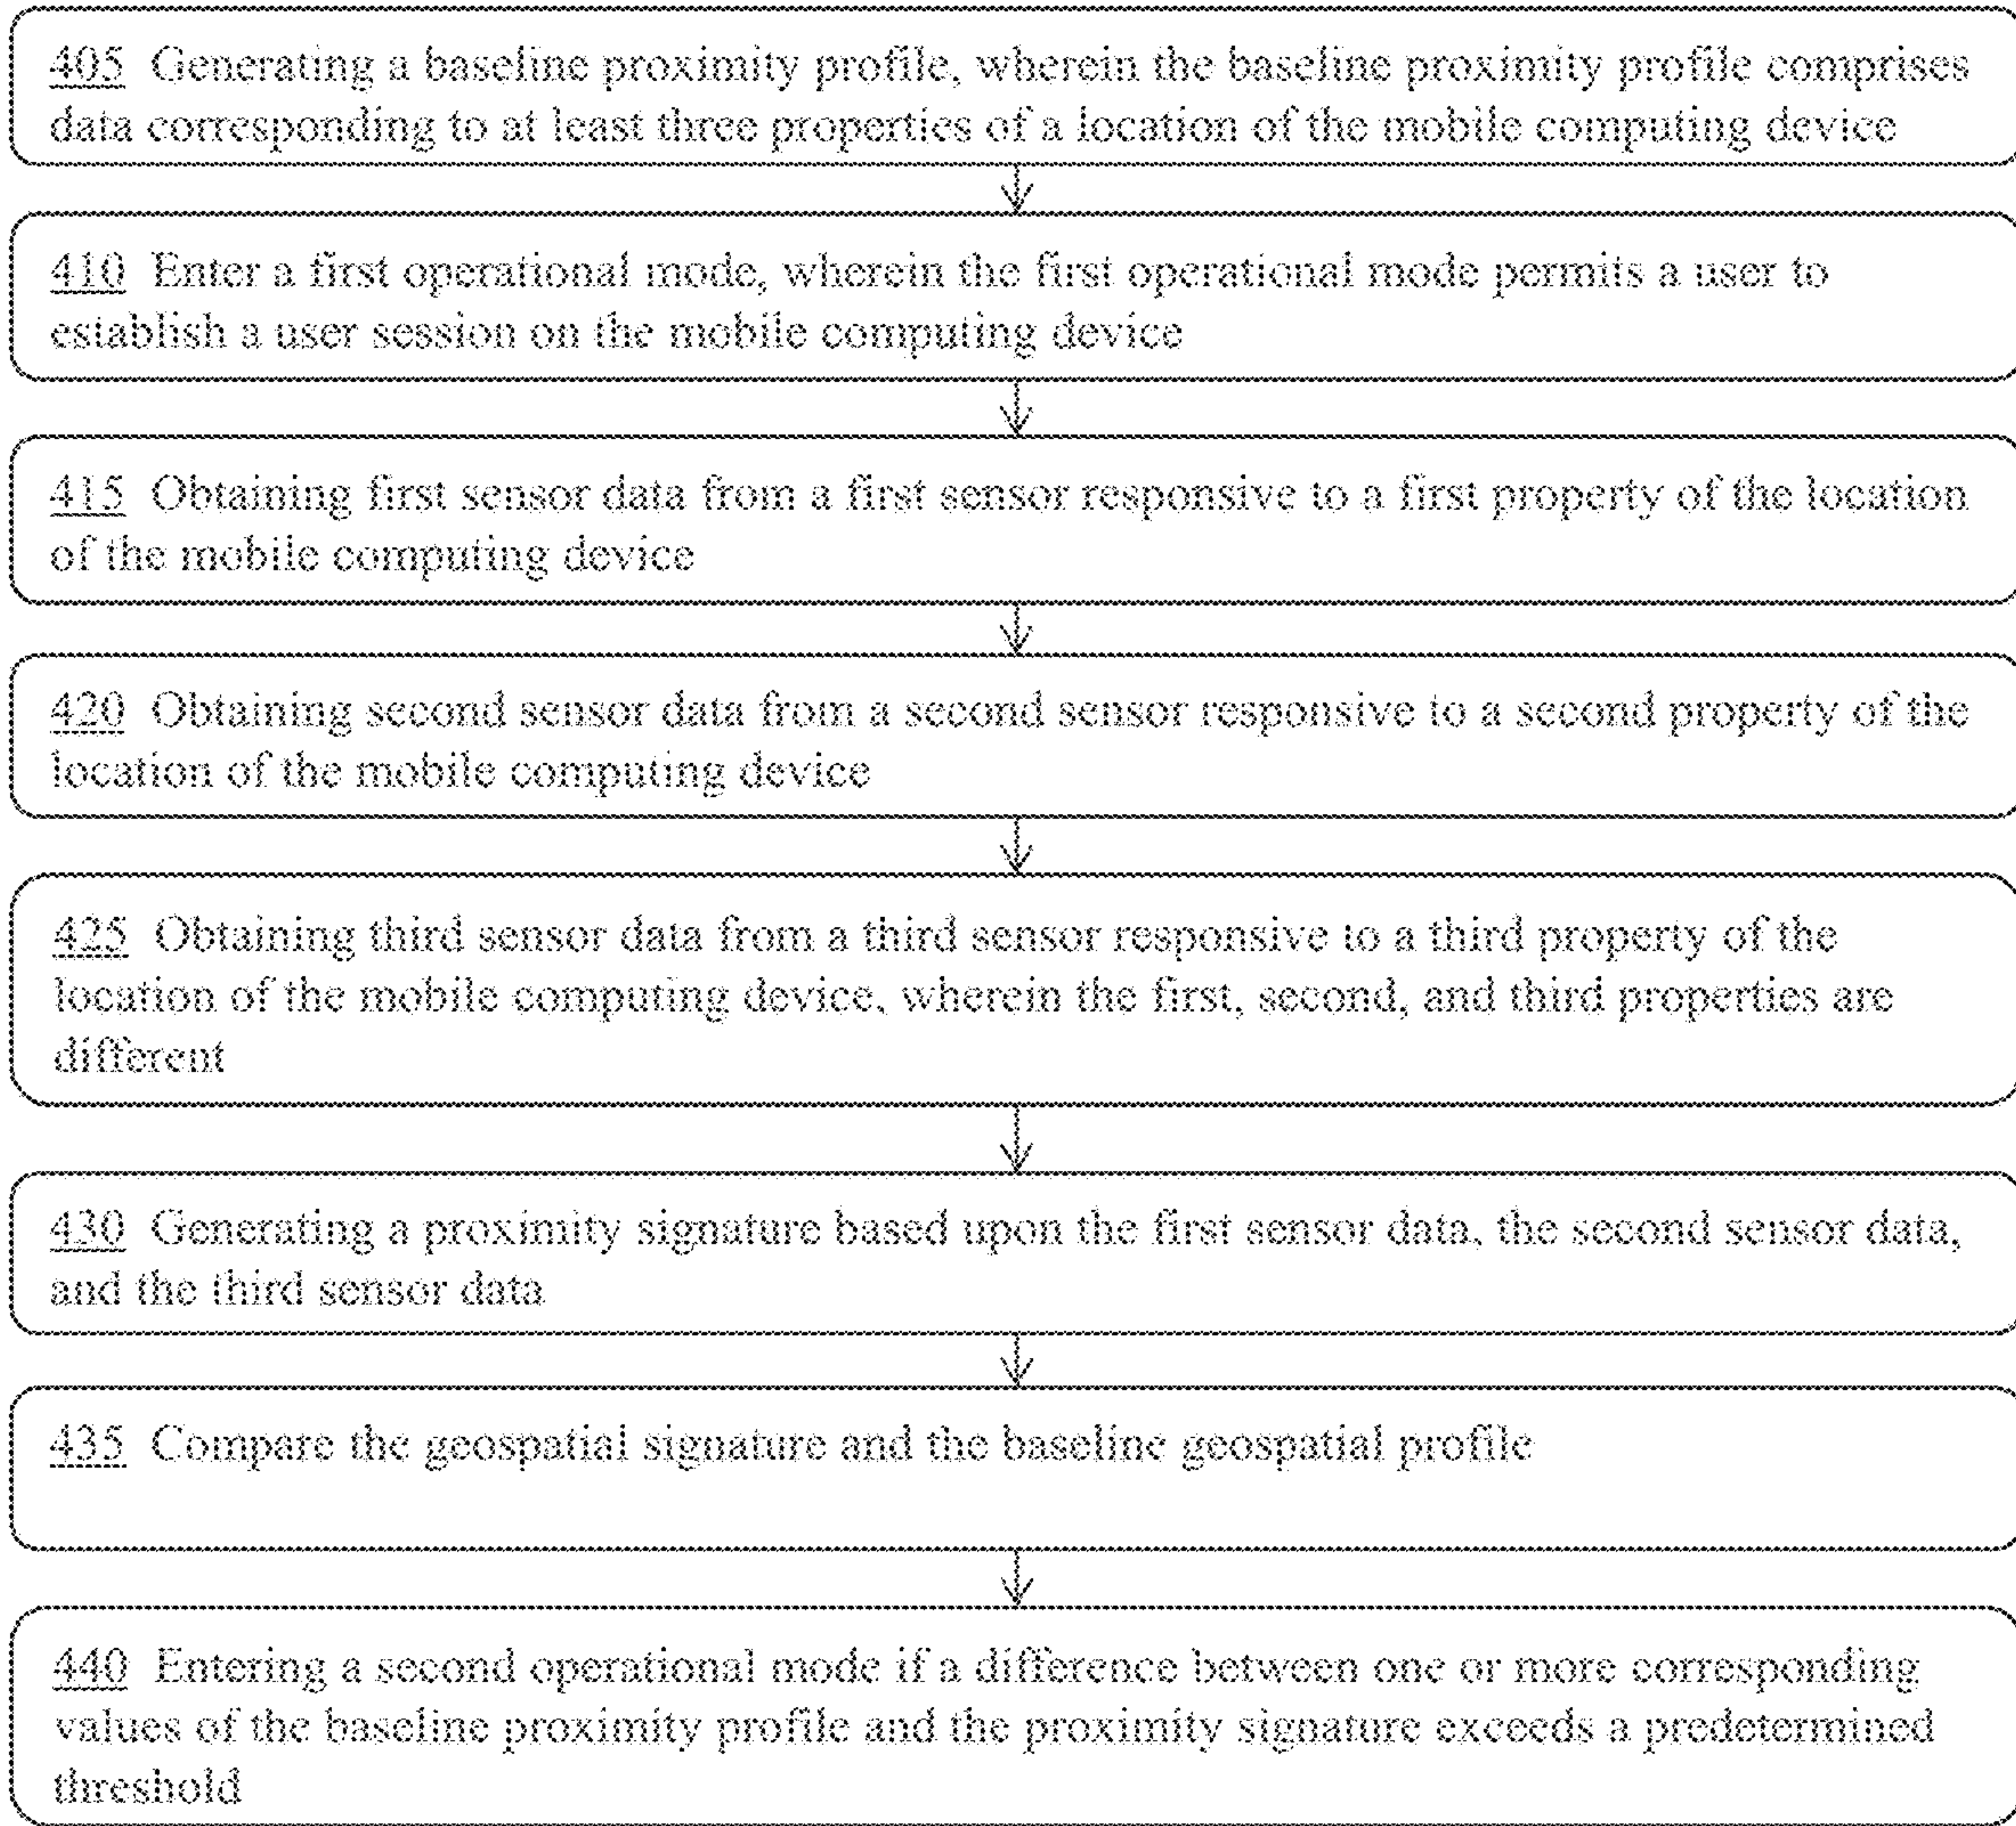 405 Generating a baseline proximity profile, wherein the baseline proximity profile comprises
data corresponding to at least three properties of a location of the mobile computing device
410 Enter a first operational mode, wherein the first operational mode permits a user to
establish a user session on the mobile computing device
415 Obtaining first sensor data from a first sensor responsive to a first property of the location
of the mobile computing device
420 Obtaining second sensor data from a second sensor responsive to a second property of the
location of the mobile computing device
425 Obtaining third sensor data from a third sensor responsive to a third property of the
location of the mobile computing device, wherein the first, second, and third properties are
different
430 Generating a proximity signature based upon the first sensor data, the second sensor data,
and the third sensor data
435 Compare the geospatial signature and the baseline geospatial profile
440 Entering a second operational mode if a difference between one or more corresponding
values of the baseline proximity profile and the proximity signature exceeds a predetermined
threshold